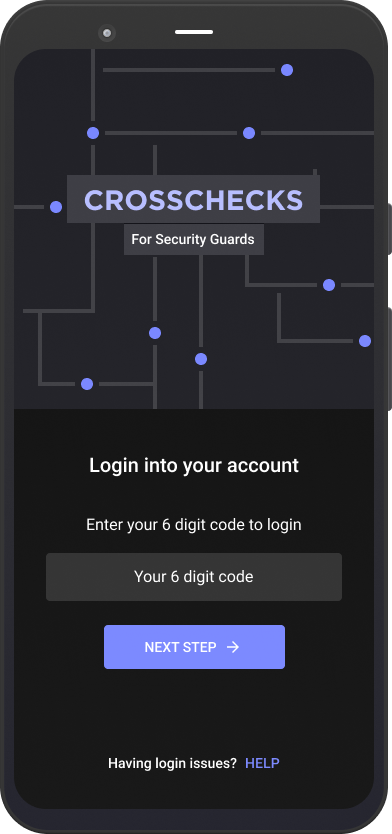 CROSSCHECKS
For Security Guards
Login into your account
Enter your 6 digit code to login
Your 6 digit code
NEXT STEP →
Having login issues? HELP